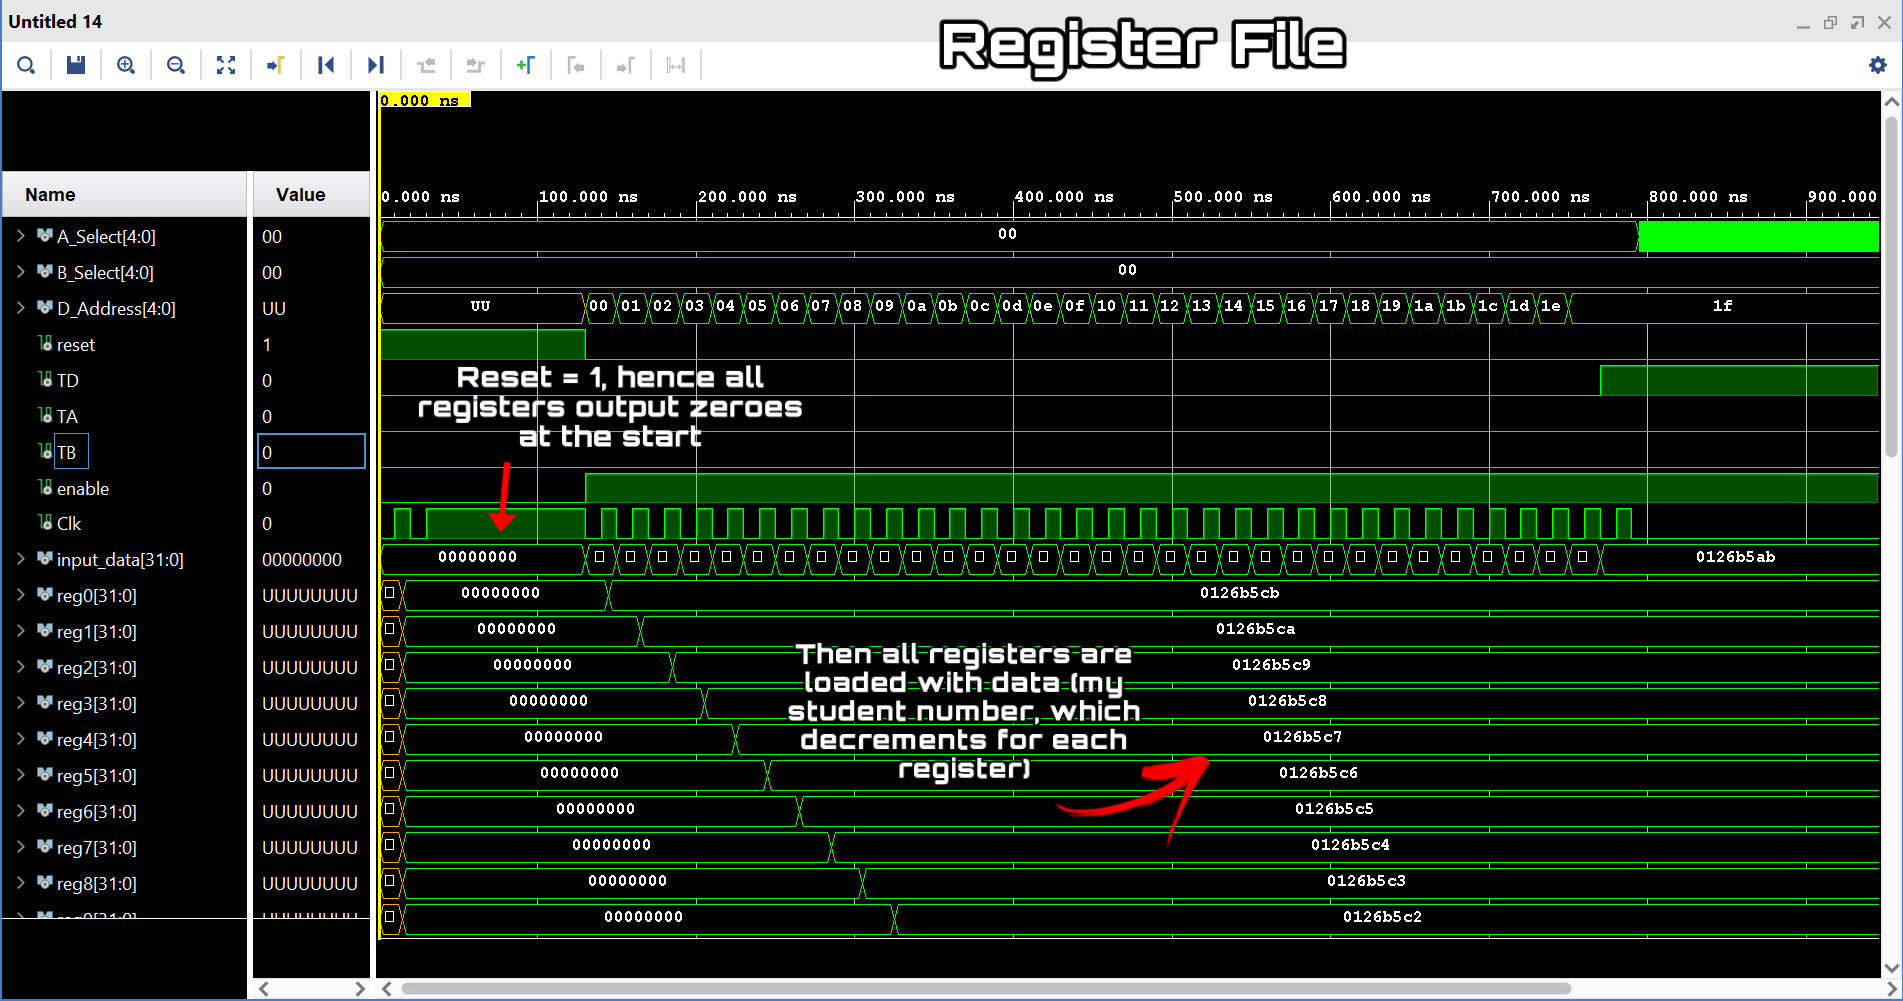 Untitled 14
Register File
0.000 ns
Name Value
0.000 ns 100.000 ns 200.000 ns 300.000 ns 400.000 ns 500.000 ns 600.000 ns 700.000 ns 800.000 ns 900.000
A_Select[4:0] 00 00
B_Select[4:0] 00 00
D_Address[4:0] UU UU 00 01 02 03 04 05 06 07 08 09 0a 0b 0c 0d 0e 0f 10 11 12 13 14 15 16 17 18 19 1a 1b 1c 1d 1e 1f
reset 1
TD 0
TA 0
TB 0
enable 0
Clk 0
Reset = 1, hence all
registers output zeroes
at the start
input_data[31:0] 00000000 00000000 0126b5ab
reg0[31:0] UUUUUUUU 00000000 0126b5cb
reg1[31:0] UUUUUUUU 00000000 0126b5ca
reg2[31:0] UUUUUUUU 00000000 0126b5c9
reg3[31:0] UUUUUUUU 00000000 0126b5c8
reg4[31:0] UUUUUUUU 00000000 0126b5c7
reg5[31:0] UUUUUUUU 00000000 0126b5c6
reg6[31:0] UUUUUUUU 00000000 0126b5c5
reg7[31:0] UUUUUUUU 00000000 0126b5c4
reg8[31:0] UUUUUUUU 00000000 0126b5c3
00000000 0126b5c2
Then all registers are
loaded with data (my
student number, which
decrements for each
register)